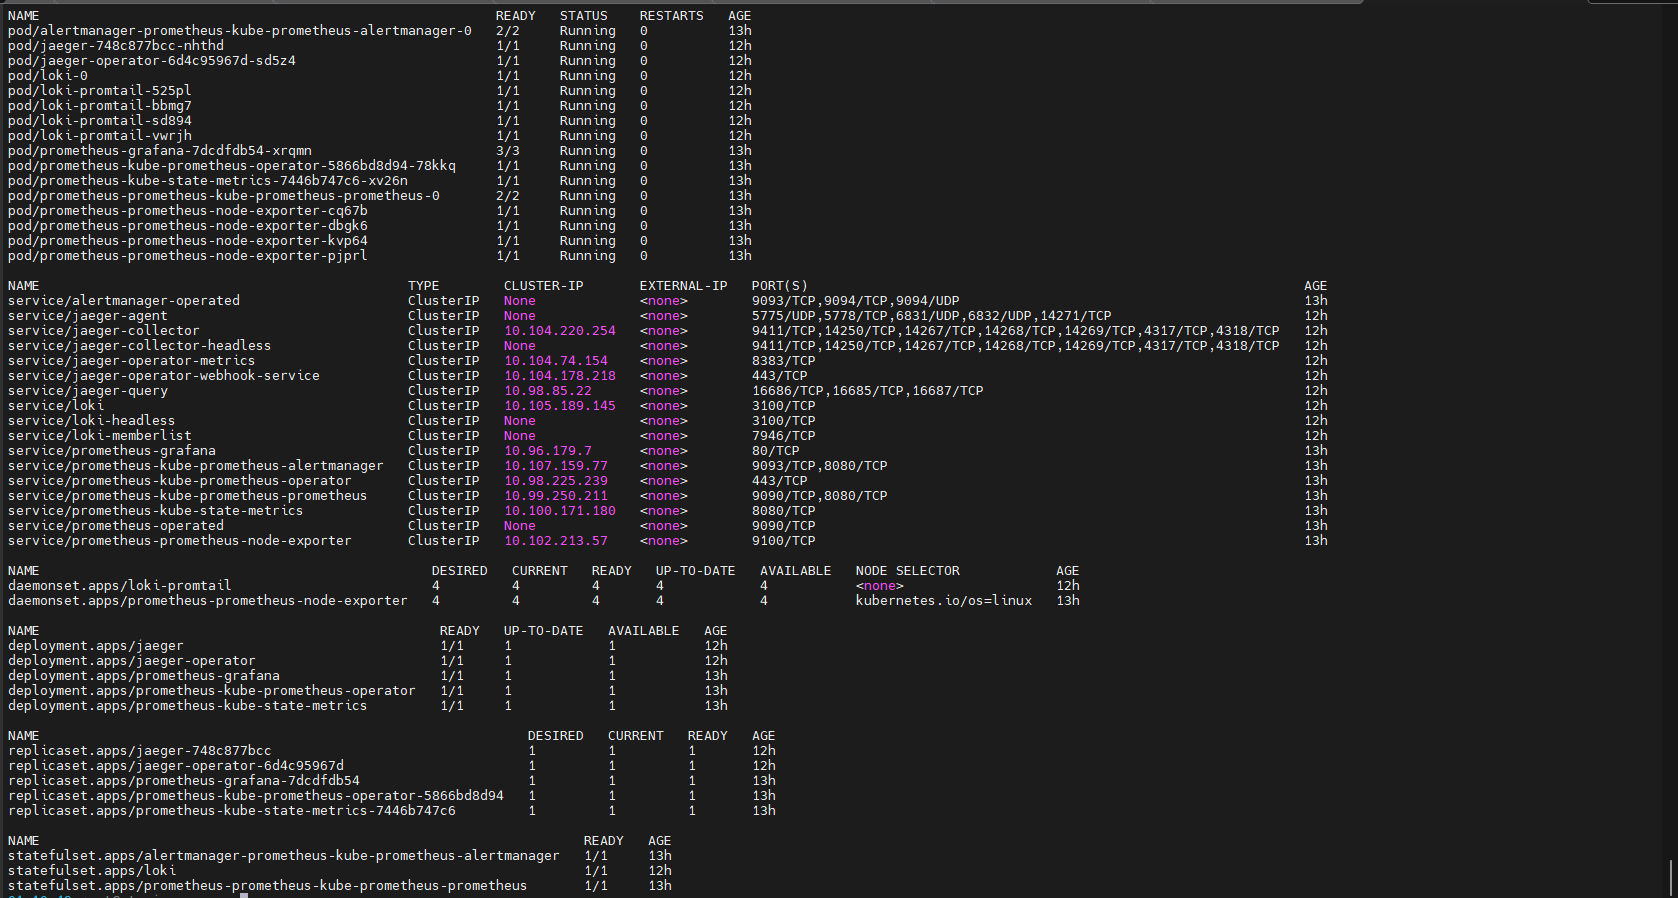 NAME READY STATUS RESTARTS AGE
pod/alertmanager-prometheus-kube-prometheus-alertmanager-0 2/2 Running 0 13h
pod/jaeger-748c877bcc-nhthd 1/1 Running 0 12h
pod/jaeger-operator-6d4c95967d-sd5z4 1/1 Running 0 12h
pod/loki-0 1/1 Running 0 12h
pod/loki-promtail-525pl 1/1 Running 0 12h
pod/loki-promtail-bbmg7 1/1 Running 0 12h
pod/loki-promtail-sd894 1/1 Running 0 12h
pod/loki-promtail-vwrjh 1/1 Running 0 12h
pod/prometheus-grafana-7dcdfdb54-xrqmn 3/3 Running 0 13h
pod/prometheus-kube-prometheus-operator-5866bd8d94-78kkq 1/1 Running 0 13h
pod/prometheus-kube-state-metrics-7446b747c6-xv26n 1/1 Running 0 13h
pod/prometheus-prometheus-kube-prometheus-prometheus-0 2/2 Running 0 13h
pod/prometheus-prometheus-node-exporter-cq67b 1/1 Running 0 13h
pod/prometheus-prometheus-node-exporter-dbgk6 1/1 Running 0 13h
pod/prometheus-prometheus-node-exporter-kvp64 1/1 Running 0 13h
pod/prometheus-prometheus-node-exporter-pjprl 1/1 Running 0 13h
NAME TYPE CLUSTER-IP EXTERNAL-IP PORT(S) AGE
service/alertmanager-operated ClusterIP None <none> 9093/TCP,9094/TCP,9094/UDP 13h
service/jaeger-agent ClusterIP None <none> 5775/UDP,5778/TCP,6831/UDP,6832/UDP,14271/TCP 12h
service/jaeger-collector ClusterIP 10.104.220.254 <none> 9411/TCP,14250/TCP,14267/TCP,14268/TCP,14269/TCP,4317/TCP,4318/TCP 12h
service/jaeger-collector-headless ClusterIP None <none> 9411/TCP,14250/TCP,14267/TCP,14268/TCP,14269/TCP,4317/TCP,4318/TCP 12h
service/jaeger-operator-metrics ClusterIP 10.104.74.154 <none> 8383/TCP 12h
service/jaeger-operator-webhook-service ClusterIP 10.104.178.218 <none> 443/TCP 12h
service/jaeger-query ClusterIP 10.98.85.22 <none> 16686/TCP,16685/TCP,16687/TCP 12h
service/loki ClusterIP 10.105.189.145 <none> 3100/TCP 12h
service/loki-headless ClusterIP None <none> 3100/TCP 12h
service/loki-memberlist ClusterIP None <none> 7946/TCP 12h
service/prometheus-grafana ClusterIP 10.96.179.7 <none> 80/TCP 13h
service/prometheus-kube-prometheus-alertmanager ClusterIP 10.107.159.77 <none> 9093/TCP,8080/TCP 13h
service/prometheus-kube-prometheus-operator ClusterIP 10.98.225.239 <none> 443/TCP 13h
service/prometheus-kube-prometheus-prometheus ClusterIP 10.99.250.211 <none> 9090/TCP,8080/TCP 13h
service/prometheus-kube-state-metrics ClusterIP 10.100.171.180 <none> 8080/TCP 13h
service/prometheus-operated ClusterIP None <none> 9090/TCP 13h
service/prometheus-prometheus-node-exporter ClusterIP 10.102.213.57 <none> 9100/TCP 13h
NAME DESIRED CURRENT READY UP-TO-DATE AVAILABLE NODE SELECTOR AGE
daemonset.apps/loki-promtail 4 4 4 4 4 <none> 12h
daemonset.apps/prometheus-prometheus-node-exporter 4 4 4 4 4 kubernetes.io/os=linux 13h
NAME READY UP-TO-DATE AVAILABLE AGE
deployment.apps/jaeger 1/1 1 1 12h
deployment.apps/jaeger-operator 1/1 1 1 12h
deployment.apps/prometheus-grafana 1/1 1 1 13h
deployment.apps/prometheus-kube-prometheus-operator 1/1 1 1 13h
deployment.apps/prometheus-kube-state-metrics 1/1 1 1 13h
NAME DESIRED CURRENT READY AGE
replicaset.apps/jaeger-748c877bcc 1 1 1 12h
replicaset.apps/jaeger-operator-6d4c95967d 1 1 1 12h
replicaset.apps/prometheus-grafana-7dcdfdb54 1 1 1 13h
replicaset.apps/prometheus-kube-prometheus-operator-5866bd8d94 1 1 1 13h
replicaset.apps/prometheus-kube-state-metrics-7446b747c6 1 1 1 13h
NAME READY AGE
statefulset.apps/alertmanager-prometheus-kube-prometheus-alertmanager 1/1 13h
statefulset.apps/loki 1/1 12h
statefulset.apps/prometheus-prometheus-kube-prometheus-prometheus 1/1 13h